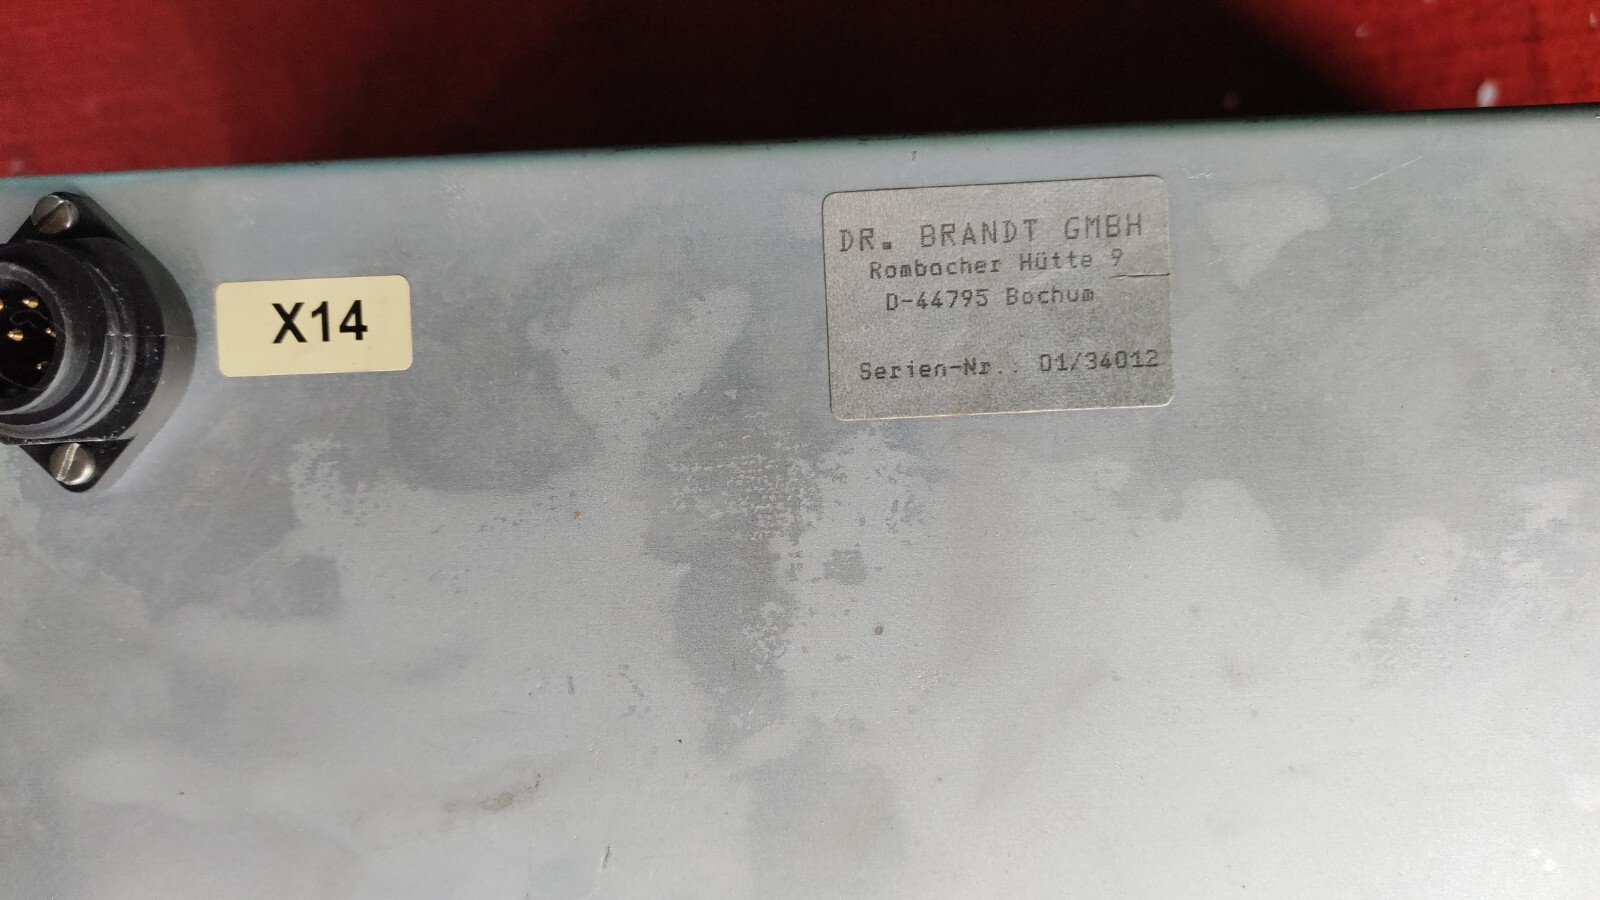 X14
DR. BRANDT GMBH
Rombacher Hütte 9
D-44795 Bochum
Serien-Nr.: 01/34012